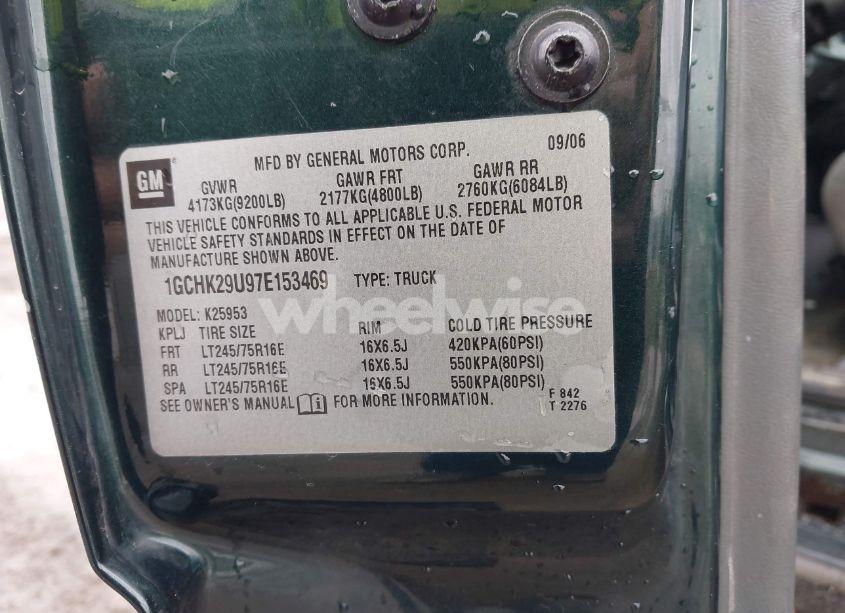 GM
MFD BY GENERAL MOTORS CORP. 09/06
GVWR GAWR FRT GAWR RR
4173KG(9200LB) 2177KG(4800LB) 2760KG(6084LB)
THIS VEHICLE CONFORMS TO ALL APPLICABLE U.S. FEDERAL MOTOR
VEHICLE SAFETY STANDARDS IN EFFECT ON THE DATE OF
MANUFACTURE SHOWN ABOVE.
1GCHK29U97E153469 TYPE: TRUCK
wheelwise
MODEL: K25953
KPLJ TIRE SIZE RIM COLD TIRE PRESSURE
FRT LT245/75R16E 16X6.5J 420KPA(60PSI)
RR LT245/75R16E 16X6.5J 550KPA(80PSI)
SPA LT245/75R16E 16X6.5J 550KPA(80PSI)
SEE OWNER'S MANUAL FOR MORE INFORMATION.
F 842
T 2276